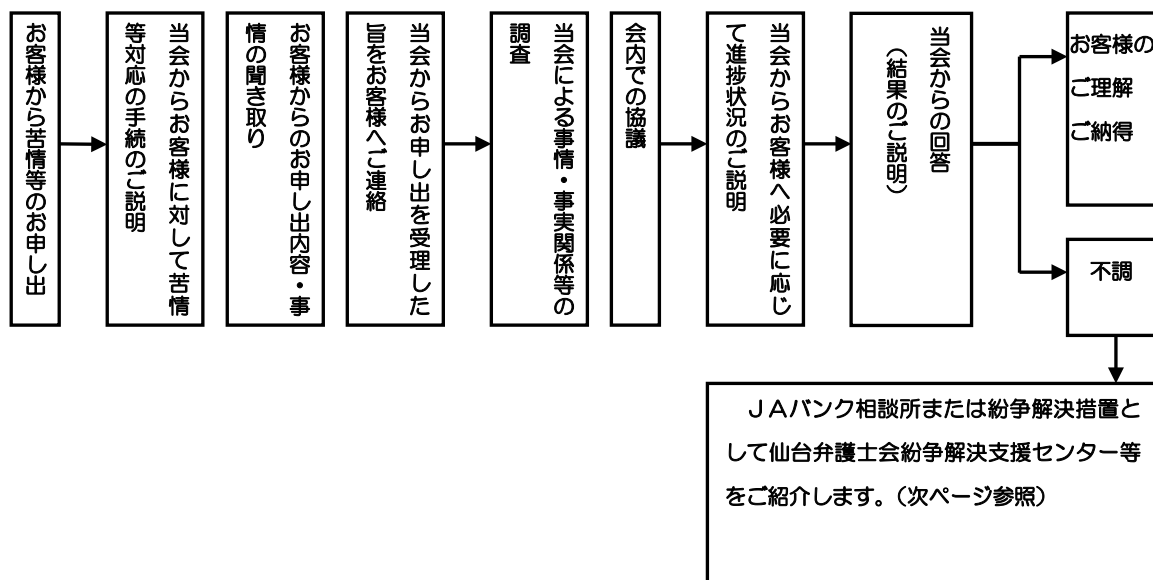 お客様から苦情等のお申し出
当会からお客様に対して苦情
等対応の手続のご説明
お客様からのお申し出内容・事
情の聞き取り
当会からお申し出を受理した
旨をお客様へご連絡
当会による事情・事実関係等の
調査
会内での協議
当会からお客様へ必要に応じ
て進捗状況のご説明
当会からの回答
（結果のご説明）
お客様の
ご理解
ご納得
不調
ＪＡバンク相談所または紛争解決措置と
して仙台弁護士会紛争解決支援センター等
をご紹介します。（次ページ参照）